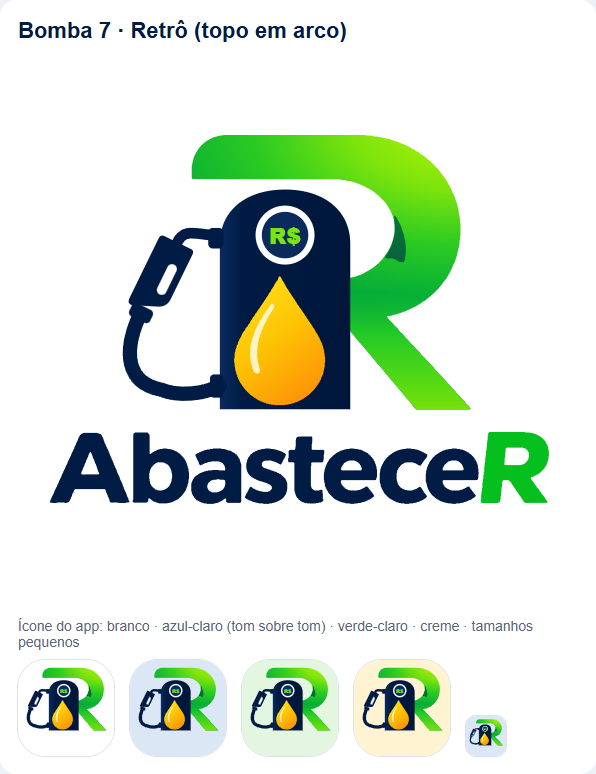 Bomba 7 · Retrô (topo em arco)
R
R$
AbasteceR
Ícone do app: branco · azul-claro (tom sobre tom) · verde-claro · creme · tamanhos
pequenos
R$
R$
R$
R$